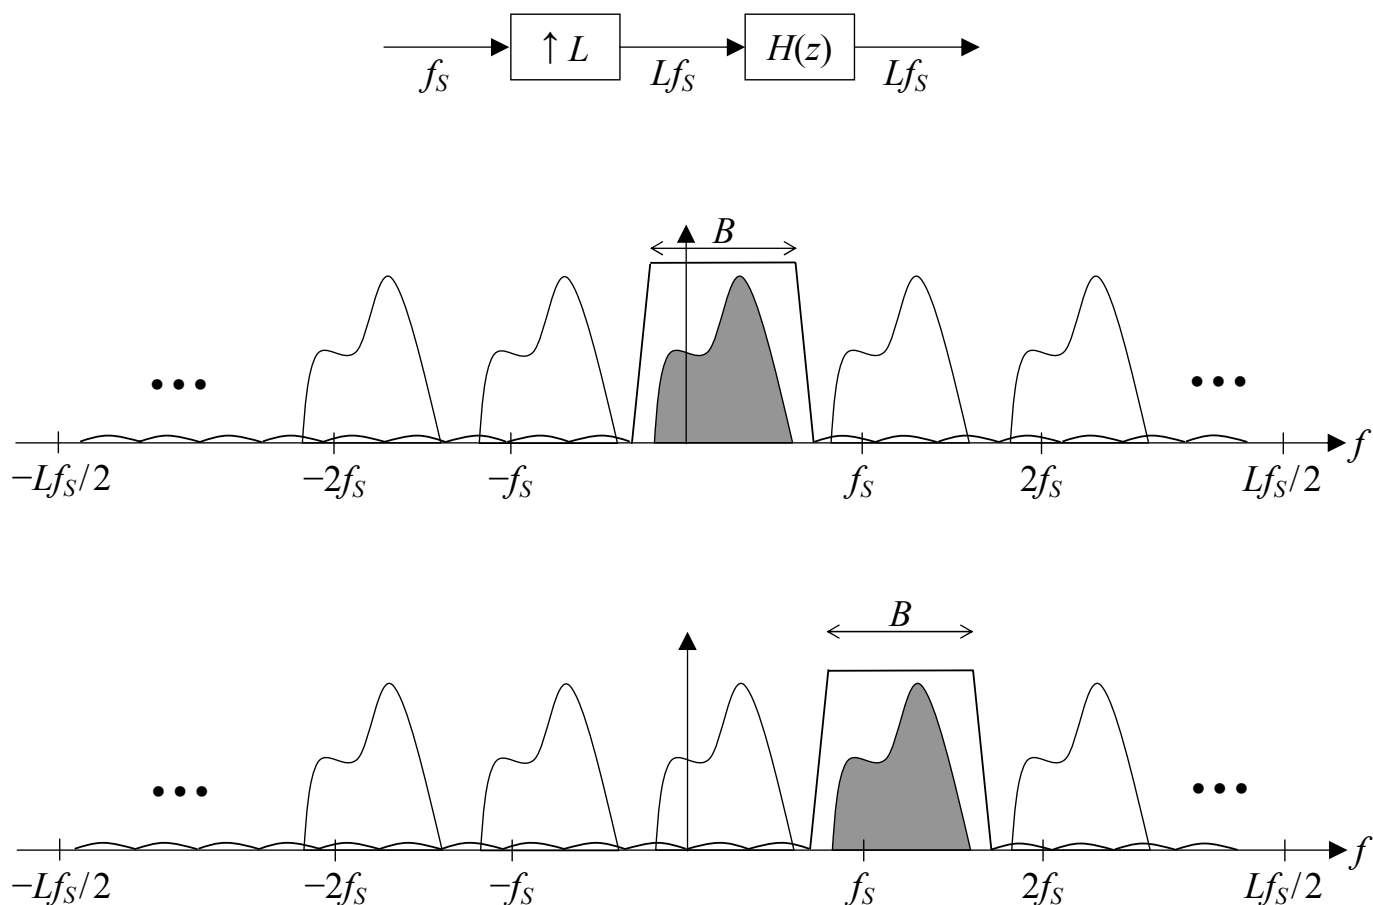 ↑ L
H(z)
f_S
Lf_S
Lf_S
B
•••
•••
−Lf_S/2
−2f_S
−f_S
f_S
2f_S
Lf_S/2
f
B
•••
•••
−Lf_S/2
−2f_S
−f_S
f_S
2f_S
Lf_S/2
f